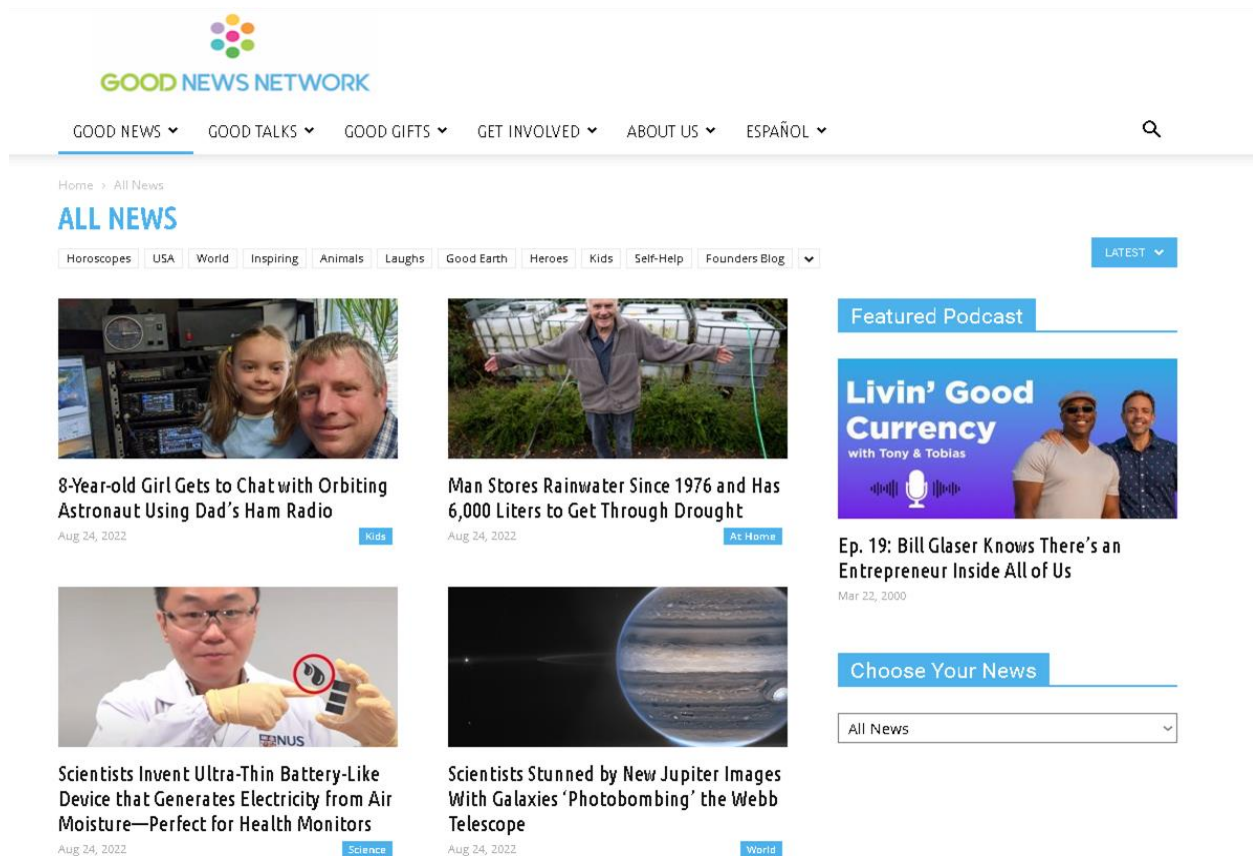 GOOD NEWS NETWORK
GOOD NEWS
GOOD TALKS
GOOD GIFTS
GET INVOLVED
ABOUT US
ESPAÑOL
Home › All News
ALL NEWS
Horoscopes
USA
World
Inspiring
Animals
Laughs
Good Earth
Heroes
Kids
Self-Help
Founders Blog
LATEST
8-Year-old Girl Gets to Chat with Orbiting
Astronaut Using Dad’s Ham Radio
Aug 24, 2022
Kids
Man Stores Rainwater Since 1976 and Has
6,000 Liters to Get Through Drought
Aug 24, 2022
At Home
Featured Podcast
Livin’ Good
Currency
with Tony & Tobias
Ep. 19: Bill Glaser Knows There’s an
Entrepreneur Inside All of Us
Mar 22, 2000
NUS
Scientists Invent Ultra-Thin Battery-Like
Device that Generates Electricity from Air
Moisture—Perfect for Health Monitors
Aug 24, 2022
Science
Scientists Stunned by New Jupiter Images
With Galaxies ‘Photobombing’ the Webb
Telescope
Aug 24, 2022
World
Choose Your News
All News